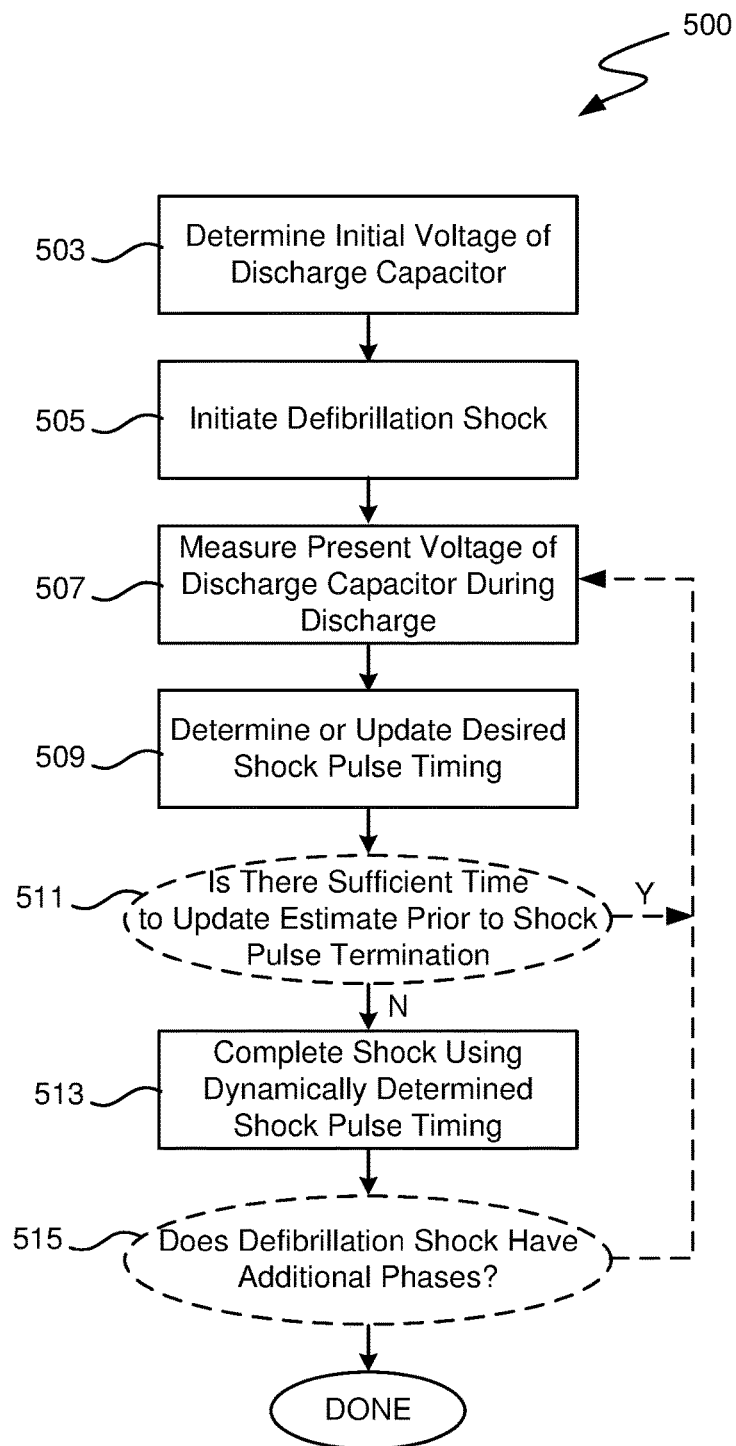 500
503
Determine Initial Voltage of
Discharge Capacitor
505
Initiate Defibrillation Shock
507
Measure Present Voltage of
Discharge Capacitor During
Discharge
509
Determine or Update Desired
Shock Pulse Timing
511
Is There Sufficient Time
to Update Estimate Prior to Shock
Pulse Termination
Y
N
513
Complete Shock Using
Dynamically Determined
Shock Pulse Timing
515
Does Defibrillation Shock Have
Additional Phases?
DONE